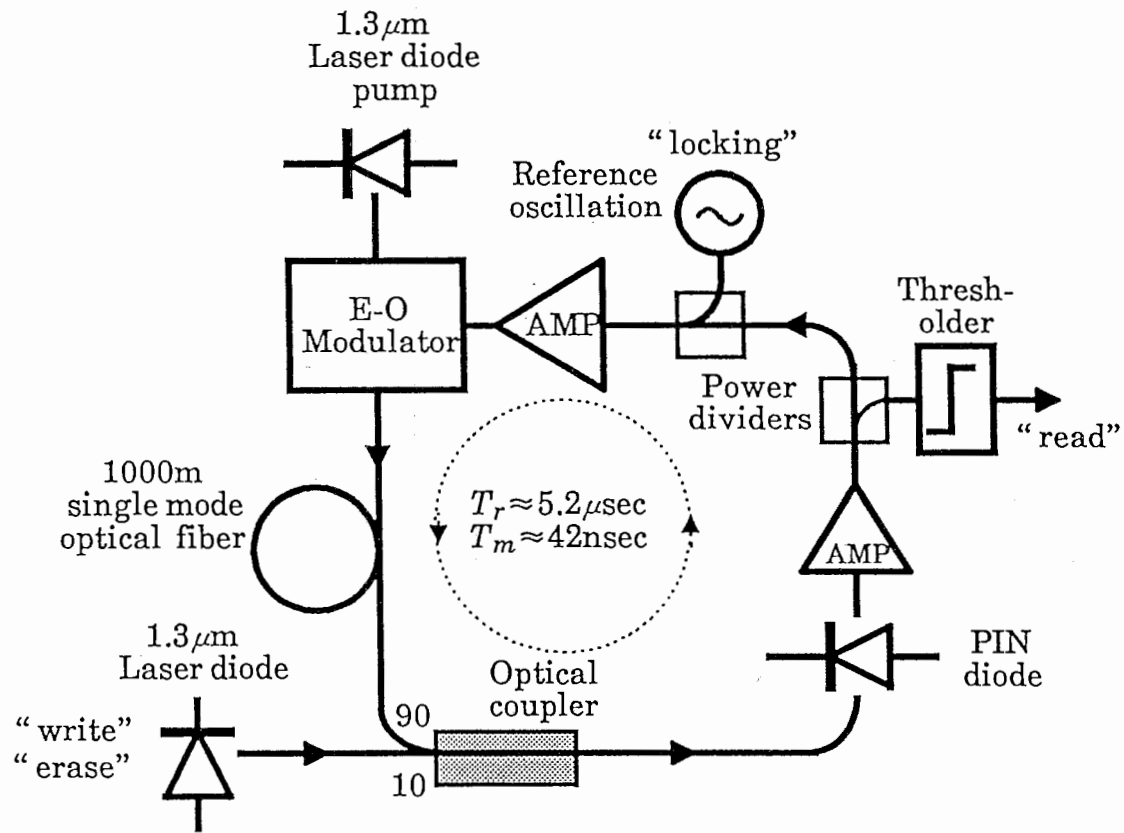 1.3μm
Laser diode
pump
“locking”
Reference
oscillation
E-O
Modulator
AMP
Thresh-
older
Power
dividers
“read”
1000m
single mode
optical fiber
T_r≈5.2μsec
T_m≈42nsec
AMP
1.3μm
Laser diode
“write”
“erase”
90
10
Optical
coupler
PIN
diode